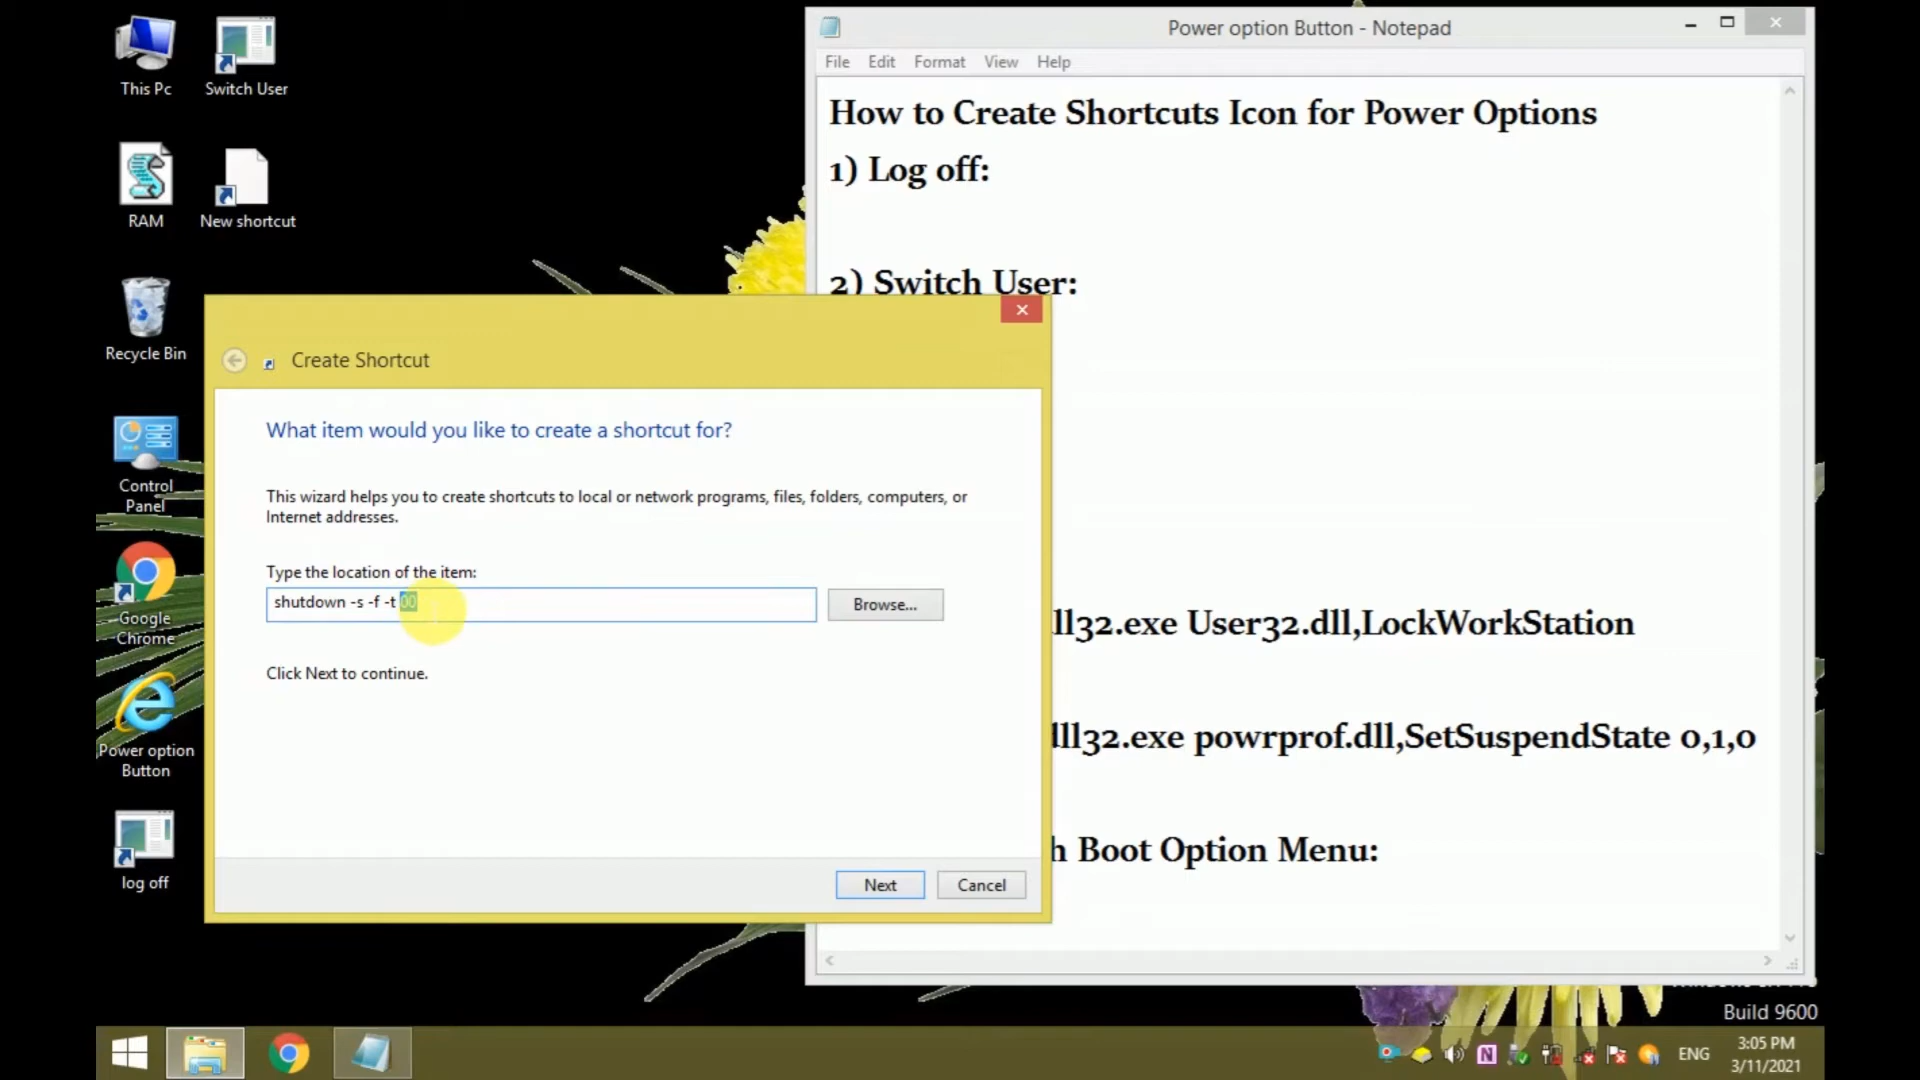 This Pc
Switch User
RAM
New shortcut
Recycle Bin
Control
Panel
Google
Chrome
Power option
Button
log off
Power option Button - Notepad
File Edit Format View Help
How to Create Shortcuts Icon for Power Options
1) Log off:
2) Switch User:
ll32.exe User32.dll,LockWorkStation
dll32.exe powrprof.dll,SetSuspendState 0,1,0
h Boot Option Menu:
Create Shortcut
What item would you like to create a shortcut for?
This wizard helps you to create shortcuts to local or network programs, files, folders, computers, or
Internet addresses.
Type the location of the item:
shutdown -s -f -t 00
Browse...
Click Next to continue.
Next
Cancel
Build 9600
ENG
3:05 PM
3/11/2021